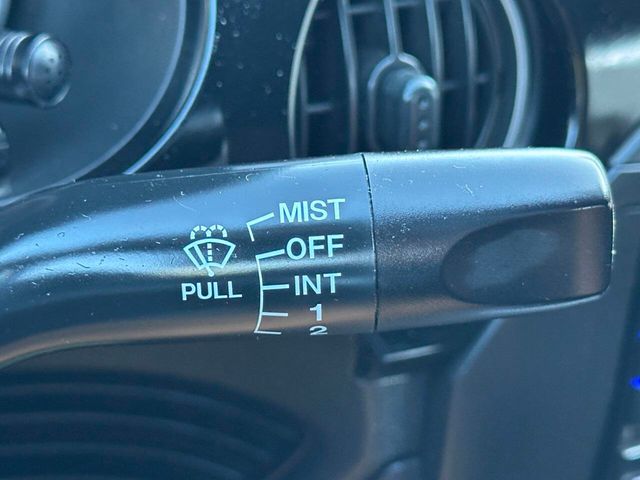 MIST
OFF
PULL INT
1
2